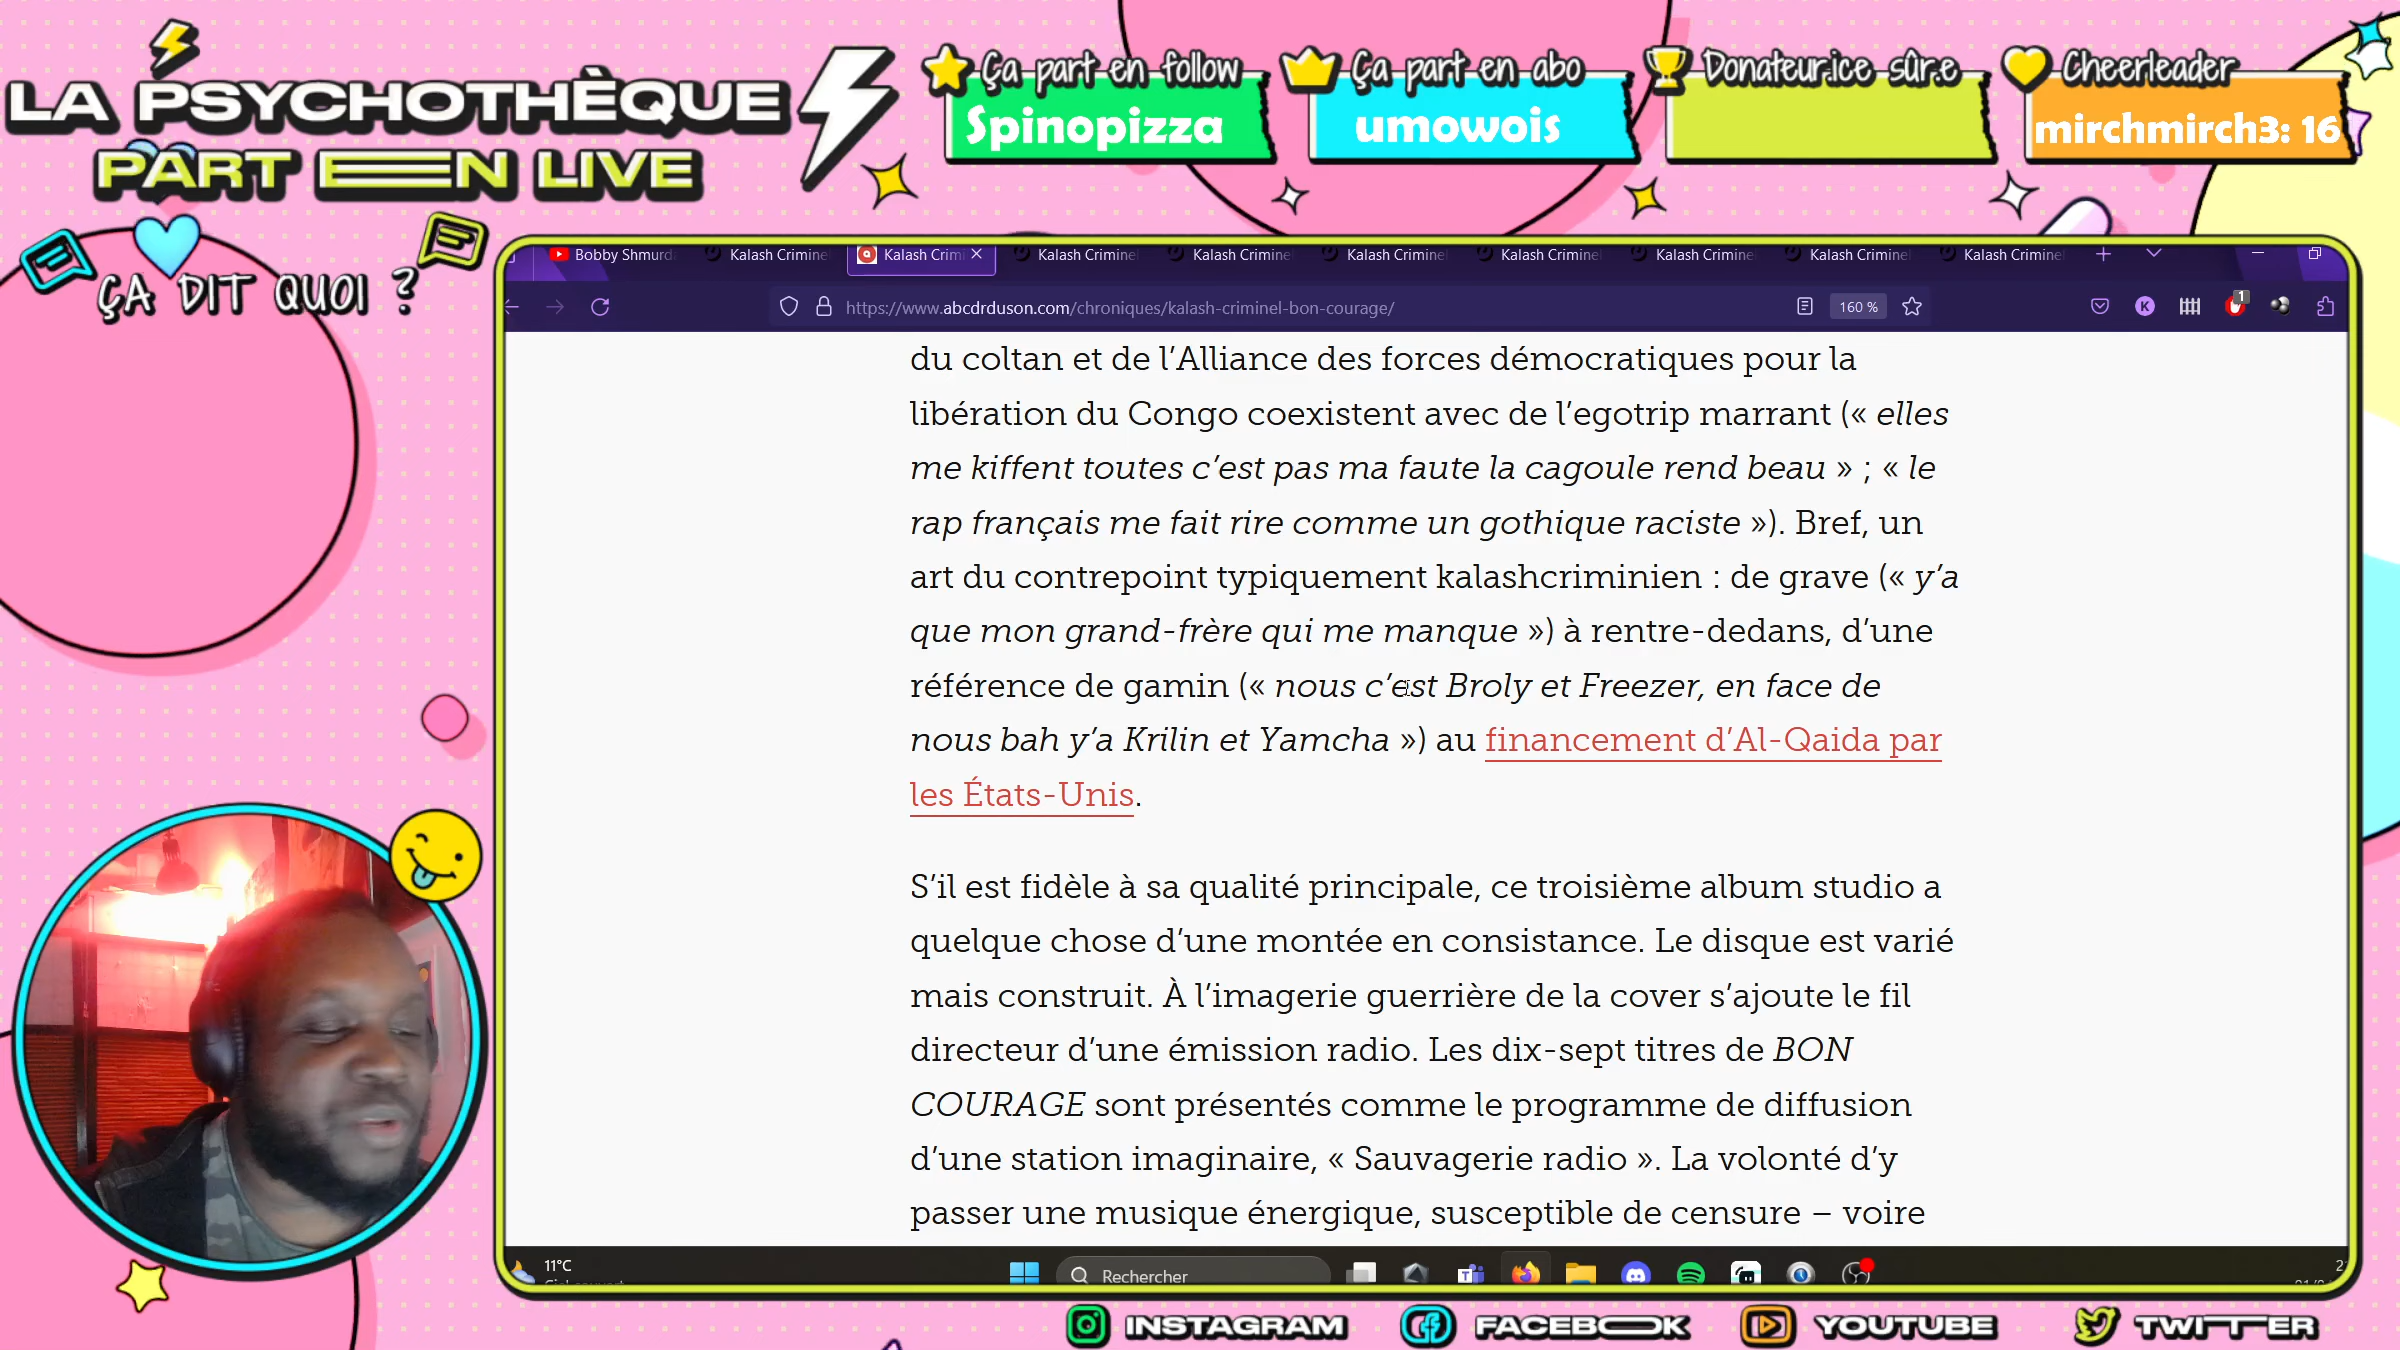 LA PSYCHOTHÈQUE
PART EN LIVE
Ça part en follow
Spinopizza
Ça part en abo
umowois
Donateur.ice sûr.e
Cheerleader
mirchmirch3: 16
ÇA DIT QUOI ?
Bobby Shmurd
Kalash Crimine
Kalash Crimi
Kalash Crimine
Kalash Crimine
Kalash Crimine
Kalash Crimine
Kalash Crimine
Kalash Crimine
Kalash Crimine
https://www.abcdrduson.com/chroniques/kalash-criminel-bon-courage/
160 %
K
1
du coltan et de l’Alliance des forces démocratiques pour la
libération du Congo coexistent avec de l’egotrip marrant (« elles
me kiffent toutes c’est pas ma faute la cagoule rend beau » ; « le
rap français me fait rire comme un gothique raciste »). Bref, un
art du contrepoint typiquement kalashcriminien : de grave (« y’a
que mon grand-frère qui me manque ») à rentre-dedans, d’une
référence de gamin (« nous c’est Broly et Freezer, en face de
nous bah y’a Krilin et Yamcha ») au financement d’Al-Qaida par
les États-Unis.
S’il est fidèle à sa qualité principale, ce troisième album studio a
quelque chose d’une montée en consistance. Le disque est varié
mais construit. À l’imagerie guerrière de la cover s’ajoute le fil
directeur d’une émission radio. Les dix-sept titres de BON
COURAGE sont présentés comme le programme de diffusion
d’une station imaginaire, « Sauvagerie radio ». La volonté d’y
passer une musique énergique, susceptible de censure – voire
11°C
Rechercher
INSTAGRAM
FACEBOOK
YOUTUBE
TWITTER